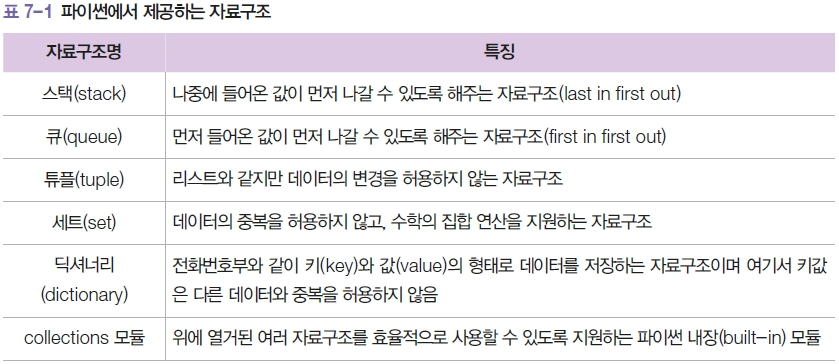 표 7-1 파이썬에서 제공하는 자료구조
자료구조명 특징
스택(stack) 나중에 들어온 값이 먼저 나갈 수 있도록 해주는 자료구조(last in first out)
큐(queue) 먼저 들어온 값이 먼저 나갈 수 있도록 해주는 자료구조(first in first out)
튜플(tuple) 리스트와 같지만 데이터의 변경을 허용하지 않는 자료구조
세트(set) 데이터의 중복을 허용하지 않고, 수학의 집합 연산을 지원하는 자료구조
딕셔너리
(dictionary)
전화번호부와 같이 키(key)와 값(value)의 형태로 데이터를 저장하는 자료구조이며 여기서 키값
은 다른 데이터와 중복을 허용하지 않음
collections 모듈 위에 열거된 여러 자료구조를 효율적으로 사용할 수 있도록 지원하는 파이썬 내장(built-in) 모듈